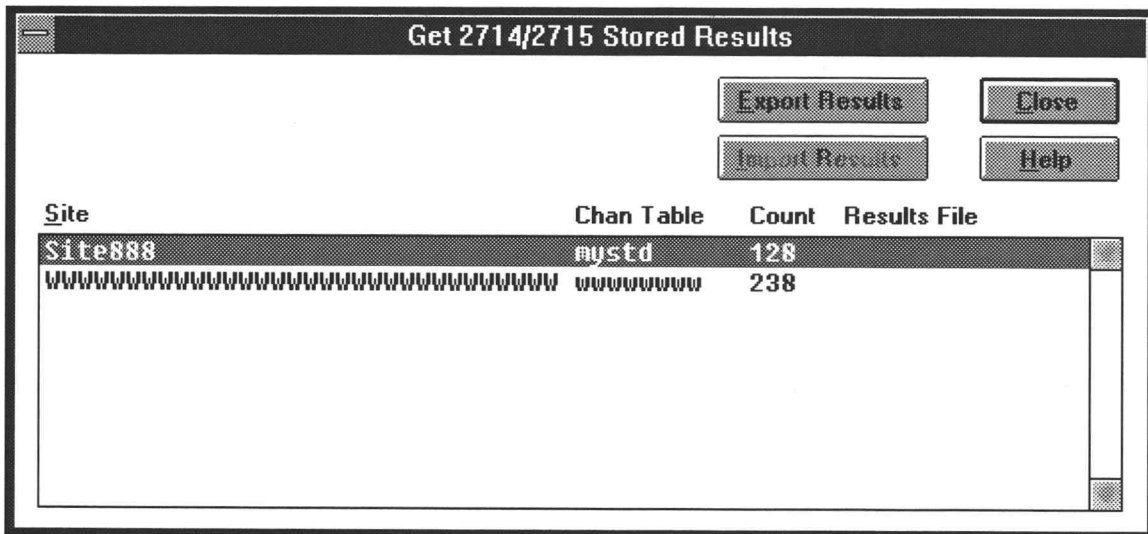 Get 2714/2715 Stored Results
Export Results Close
Import Results Help
Site Chan Table Count Results File
Site888 mystd 128
WWWWWWWWWWWWWWWWWWWWWWWWWWWWWWWW wwwwwwww 238